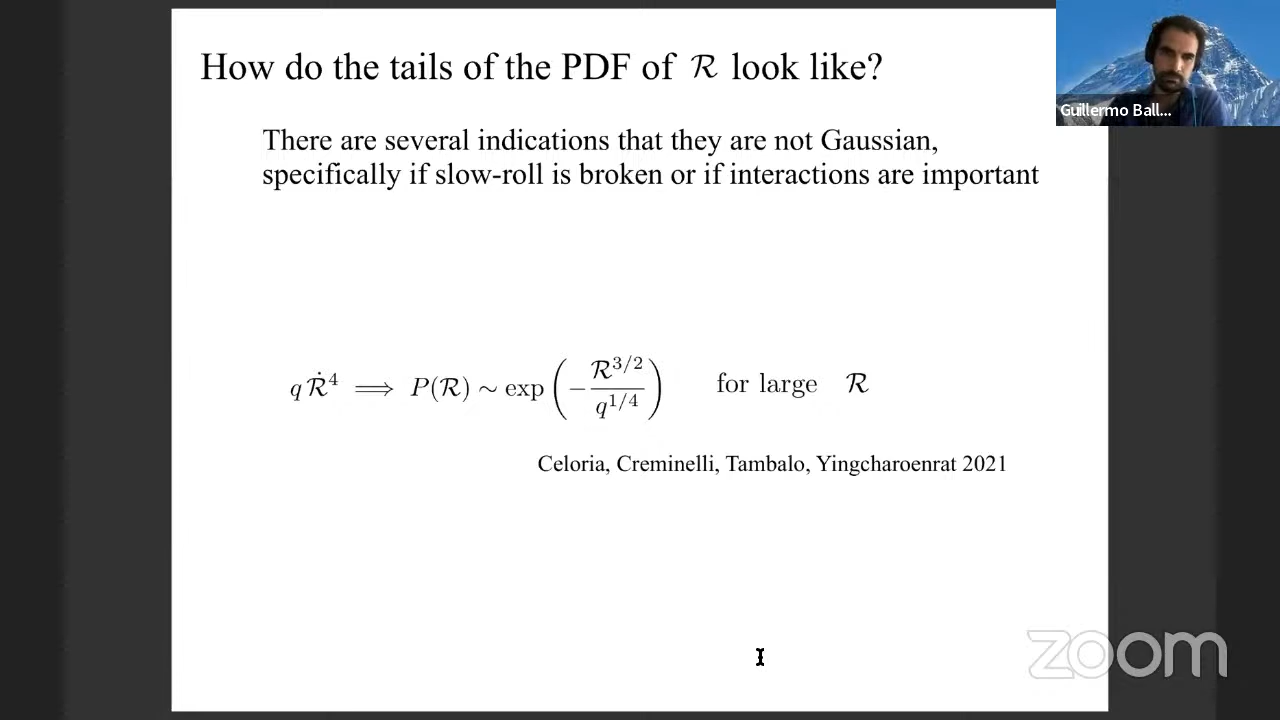 How do the tails of the PDF of ℛ look like?
Guillermo Ball...
There are several indications that they are not Gaussian,
specifically if slow-roll is broken or if interactions are important
q ℛ̇⁴ ⟹ P(ℛ) ∼ exp(−ℛ^{3/2}/q^{1/4}) for large ℛ
Celoria, Creminelli, Tambalo, Yingcharoenrat 2021
zoom